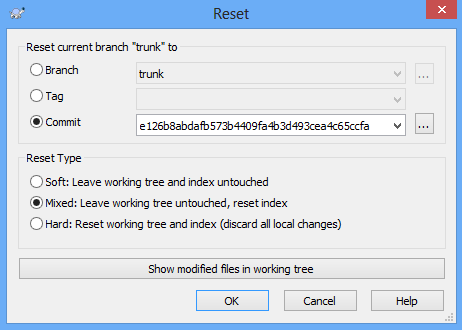 Reset
Reset current branch "trunk" to
Branch
trunk
...
Tag
Commit
e126b8abdafb573b4409fa4b3d493cea4c65ccfa
...
Reset Type
Soft: Leave working tree and index untouched
Mixed: Leave working tree untouched, reset index
Hard: Reset working tree and index (discard all local changes)
Show modified files in working tree
OK
Cancel
Help